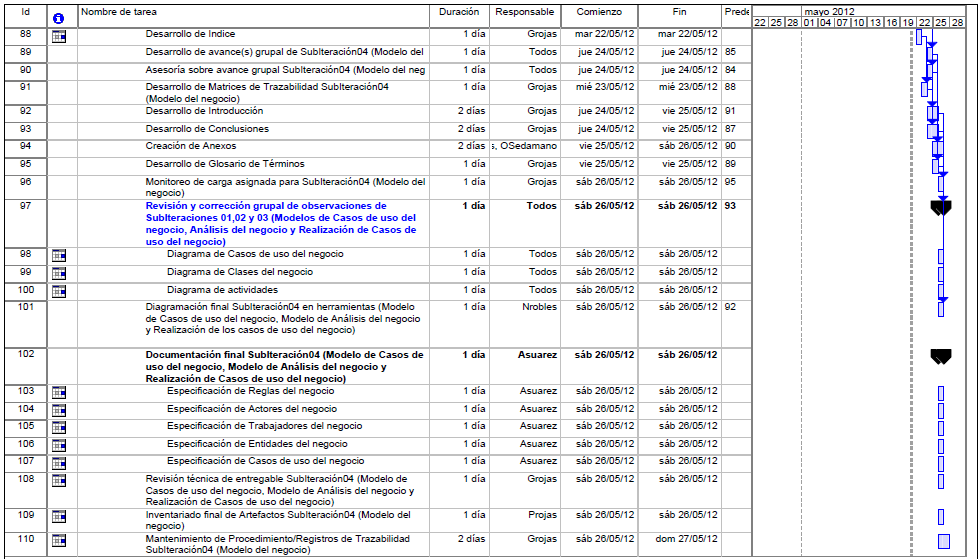 Id Nombre de tarea Duración Responsable Comienzo Fin Prede mayo 2012
22 25 28 01 04 07 10 13 16 19 22 25 28
88 Desarrollo de Indice 1 día Grojas mar 22/05/12 mar 22/05/12
89 Desarrollo de avance(s) grupal de SubIteración04 (Modelo del 1 día Todos jue 24/05/12 jue 24/05/12 85
90 Asesoría sobre avance grupal SubIteración04 (Modelo del neg 1 día Todos jue 24/05/12 jue 24/05/12 84
91 Desarrollo de Matrices de Trazabilidad SubIteración04 1 día Grojas mié 23/05/12 mié 23/05/12 88
(Modelo del negocio)
92 Desarrollo de Introducción 2 días Grojas jue 24/05/12 vie 25/05/12 91
93 Desarrollo de Conclusiones 2 días Grojas jue 24/05/12 vie 25/05/12 87
94 Creación de Anexos 2 días s, OSedamano vie 25/05/12 sáb 26/05/12 90
95 Desarrollo de Glosario de Términos 1 día Grojas vie 25/05/12 vie 25/05/12 89
96 Monitoreo de carga asignada para SubIteración04 (Modelo del 1 día Grojas sáb 26/05/12 sáb 26/05/12 95
negocio)
97 Revisión y corrección grupal de observaciones de 1 día Todos sáb 26/05/12 sáb 26/05/12 93
SubIteraciones 01,02 y 03 (Modelos de Casos de uso del
negocio, Análisis del negocio y Realización de Casos de
uso del negocio)
98 Diagrama de Casos de uso del negocio 1 día Todos sáb 26/05/12 sáb 26/05/12
99 Diagrama de Clases del negocio 1 día Todos sáb 26/05/12 sáb 26/05/12
100 Diagrama de actividades 1 día Todos sáb 26/05/12 sáb 26/05/12
101 Diagramación final SubIteración04 en herramientas (Modelo 1 día Nrobles sáb 26/05/12 sáb 26/05/12 92
de Casos de uso del negocio, Modelo de Análisis del negocio
y Realización de los casos de uso del negocio)
102 Documentación final SubIteración04 (Modelo de Casos de 1 día Asuarez sáb 26/05/12 sáb 26/05/12
uso del negocio, Modelo de Análisis del negocio y
Realización de Casos de uso del negocio)
103 Especificación de Reglas del negocio 1 día Asuarez sáb 26/05/12 sáb 26/05/12
104 Especificación de Actores del negocio 1 día Asuarez sáb 26/05/12 sáb 26/05/12
105 Especificación de Trabajadores del negocio 1 día Asuarez sáb 26/05/12 sáb 26/05/12
106 Especificación de Entidades del negocio 1 día Asuarez sáb 26/05/12 sáb 26/05/12
107 Especificación de Casos de uso del negocio 1 día Asuarez sáb 26/05/12 sáb 26/05/12
108 Revisión técnica de entregable SubIteración04 (Modelo de 1 día Grojas sáb 26/05/12 sáb 26/05/12
Casos de uso del negocio, Modelo de Análisis del negocio y
Realización de Casos de uso del negocio)
109 Inventariado final de Artefactos SubIteración04 (Modelo del 1 día Projas sáb 26/05/12 sáb 26/05/12
negocio)
110 Mantenimiento de Procedimiento/Registros de Trazabilidad 2 días Grojas sáb 26/05/12 dom 27/05/12
SubIteración04 (Modelo del negocio)